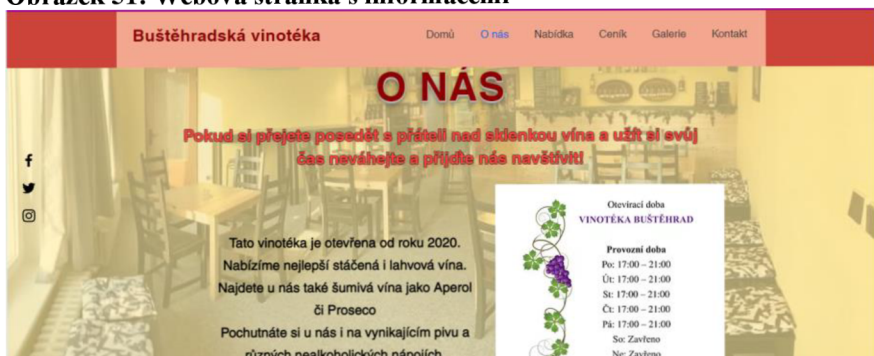 Obrázek 51: Webová stránka s informacemi
Buštěhradská vinotéka
Domů O nás Nabídka Ceník Galerie Kontakt
O NÁS
Pokud si přejete posedět s přáteli nad sklenkou vína a užít si svůj
čas neváhejte a přijďte nás navštívit!
Tato vinotéka je otevřena od roku 2020.
Nabízíme nejlepší stáčená i lahvová vína.
Najdete u nás také šumivá vína jako Aperol
či Proseco
Pochutnáte si u nás i na vynikajícím pivu a
různých nealkoholických nápojích
Otevírací doba
VINOTÉKA BUŠTĚHRAD
Provozní doba
Po: 17:00 – 21:00
Út: 17:00 – 21:00
St: 17:00 – 21:00
Čt: 17:00 – 21:00
Pá: 17:00 – 21:00
So: Zavřeno
Ne: Zavřeno